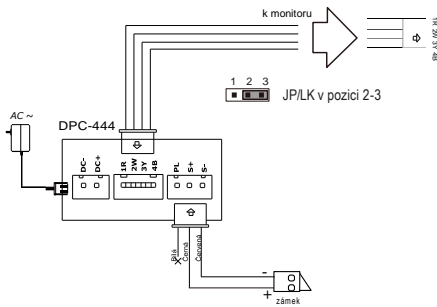 k monitoru
1R 2W 3Y 4B
1 2 3
JP/LK v pozici 2-3
AC ~
DPC-444
DC- DC+ 1R 2W 3Y 4B PL S+ S-
Bílá Černá Červená
-
+
zámek